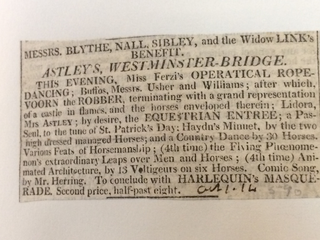 MESSRS. BLYTHE, NALL, SIBLEY, and the Widow LINK's
BENEFIT.
ASTLEY'S, WESTMINSTER-BRIDGE.
THIS EVENING, Miss Ferzi's OPERATICAL ROPE-
DANCING; Buffos, Messrs. Usher and Williams; after which,
VOORN the ROBBER, terminating with a grand representation
of a castle in flames, and the horses enveloped therein; Lidora,
Mrs ASTLEY; by desire, the EQUESTRIAN ENTREE; a Pas-
Seul, to the tune of St. Patrick's Day; Haydn's Minuet, by the two
high dressed managed Horses; and a Country Dance by 30 Horses.
Various Feats of Horsemanship; (4th time) the Flying Phænome-
non's extraordinary Leaps over Men and Horses; (4th time) Ani-
mated Architecture, by 13 Voltigeurs on six Horses. Comic Song,
by Mr. Herring. To conclude with HARLEQUIN's MASQUE-
RADE. Second price, half-past eight.
Oct 1. 14